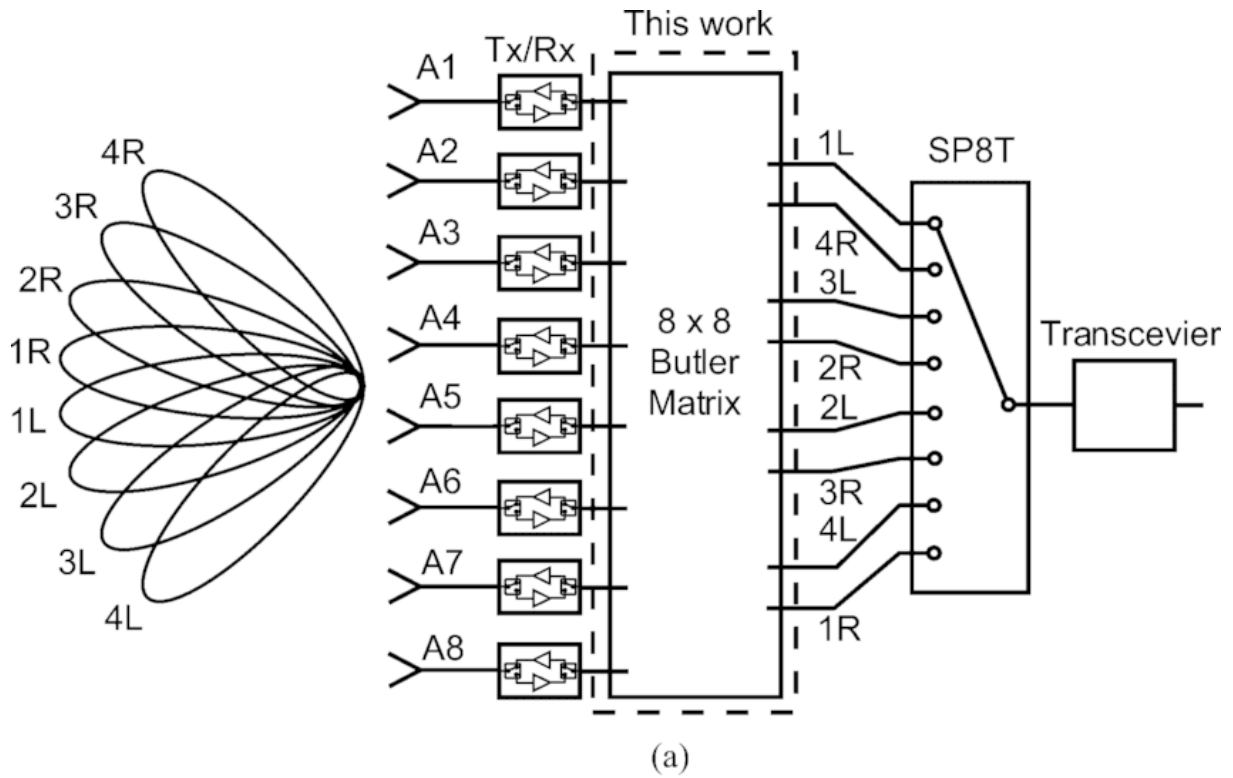 This work
Tx/Rx
A1
A2
A3
A4
A5
A6
A7
A8
4R
3R
2R
1R
1L
2L
3L
4L
8 x 8
Butler
Matrix
1L
4R
3L
2R
2L
3R
4L
1R
SP8T
Transcevier
(a)